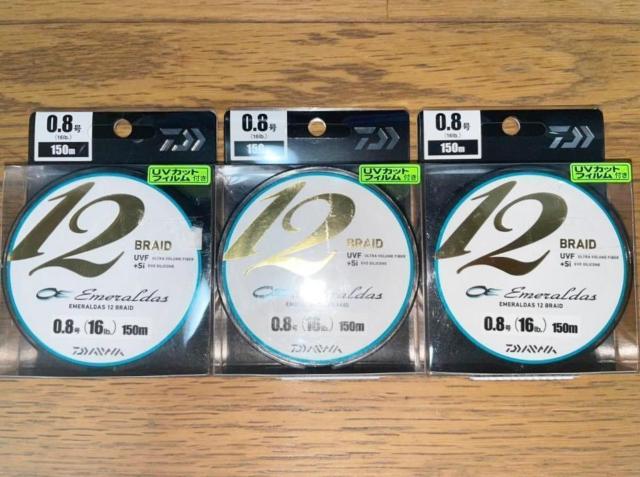 0.8号
(16lb.)
150m
UVカット
フィルム付き
12
BRAID
UVF ULTRA VOLUME FIBER
+Si EVO SILICONE
Emeraldas
EMERALDAS 12 BRAID
0.8号(16lb.)150m
DAIWA
0.8号
(16lb.)
150m
UVカット
フィルム付き
12
BRAID
UVF ULTRA VOLUME FIBER
+Si EVO SILICONE
Emeraldas
EMERALDAS 12 BRAID
0.8号(16lb.)150m
DAIWA
0.8号
(16lb.)
150m
UVカット
フィルム付き
12
BRAID
UVF ULTRA VOLUME FIBER
+Si EVO SILICONE
Emeraldas
EMERALDAS 12 BRAID
0.8号(16lb.)150m
DAIWA